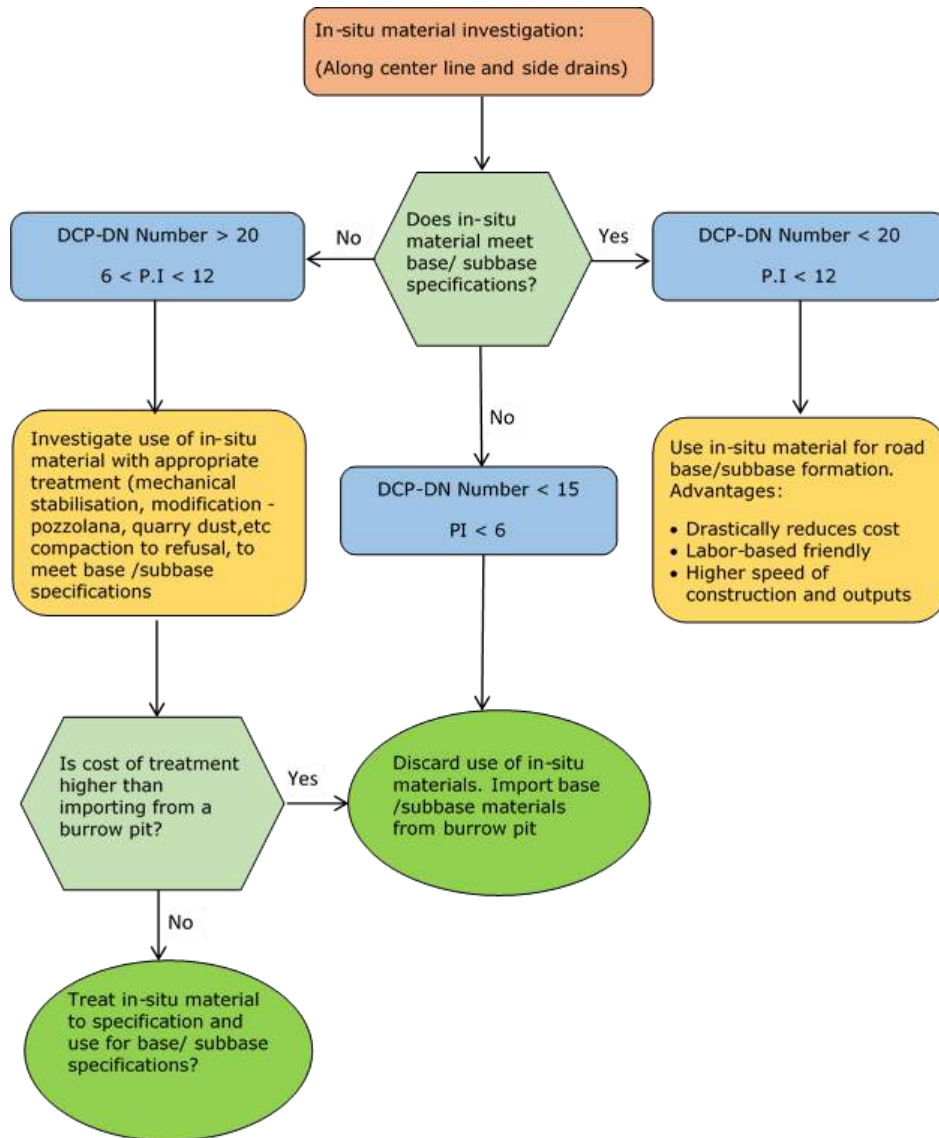 In-situ material investigation:
(Along center line and side drains)
Does in-situ
material meet
base/ subbase
specifications?
No
Yes
No
DCP-DN Number > 20
6 < P.I < 12
DCP-DN Number < 20
P.I < 12
Investigate use of in-situ
material with appropriate
treatment (mechanical
stabilisation, modification -
pozzolana, quarry dust,etc
compaction to refusal, to
meet base /subbase
specifications
DCP-DN Number < 15
PI < 6
Use in-situ material for road
base/subbase formation.
Advantages:
• Drastically reduces cost
• Labor-based friendly
• Higher speed of
construction and outputs
Is cost of treatment
higher than
importing from a
burrow pit?
Yes
Discard use of in-situ
materials. Import base
/subbase materials
from burrow pit
No
Treat in-situ material
to specification and
use for base/ subbase
specifications?